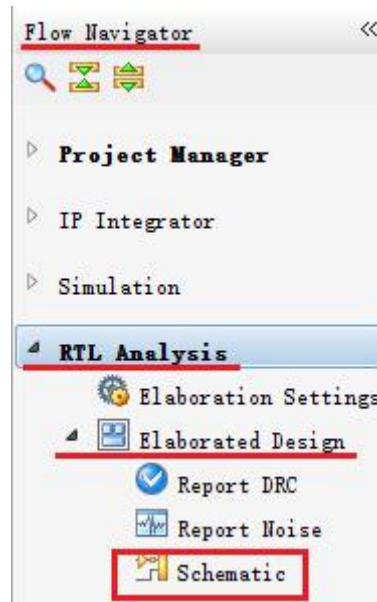 Flow Navigator
Project Manager
IP Integrator
Simulation
RTL Analysis
Elaboration Settings
Elaborated Design
Report DRC
Report Noise
Schematic